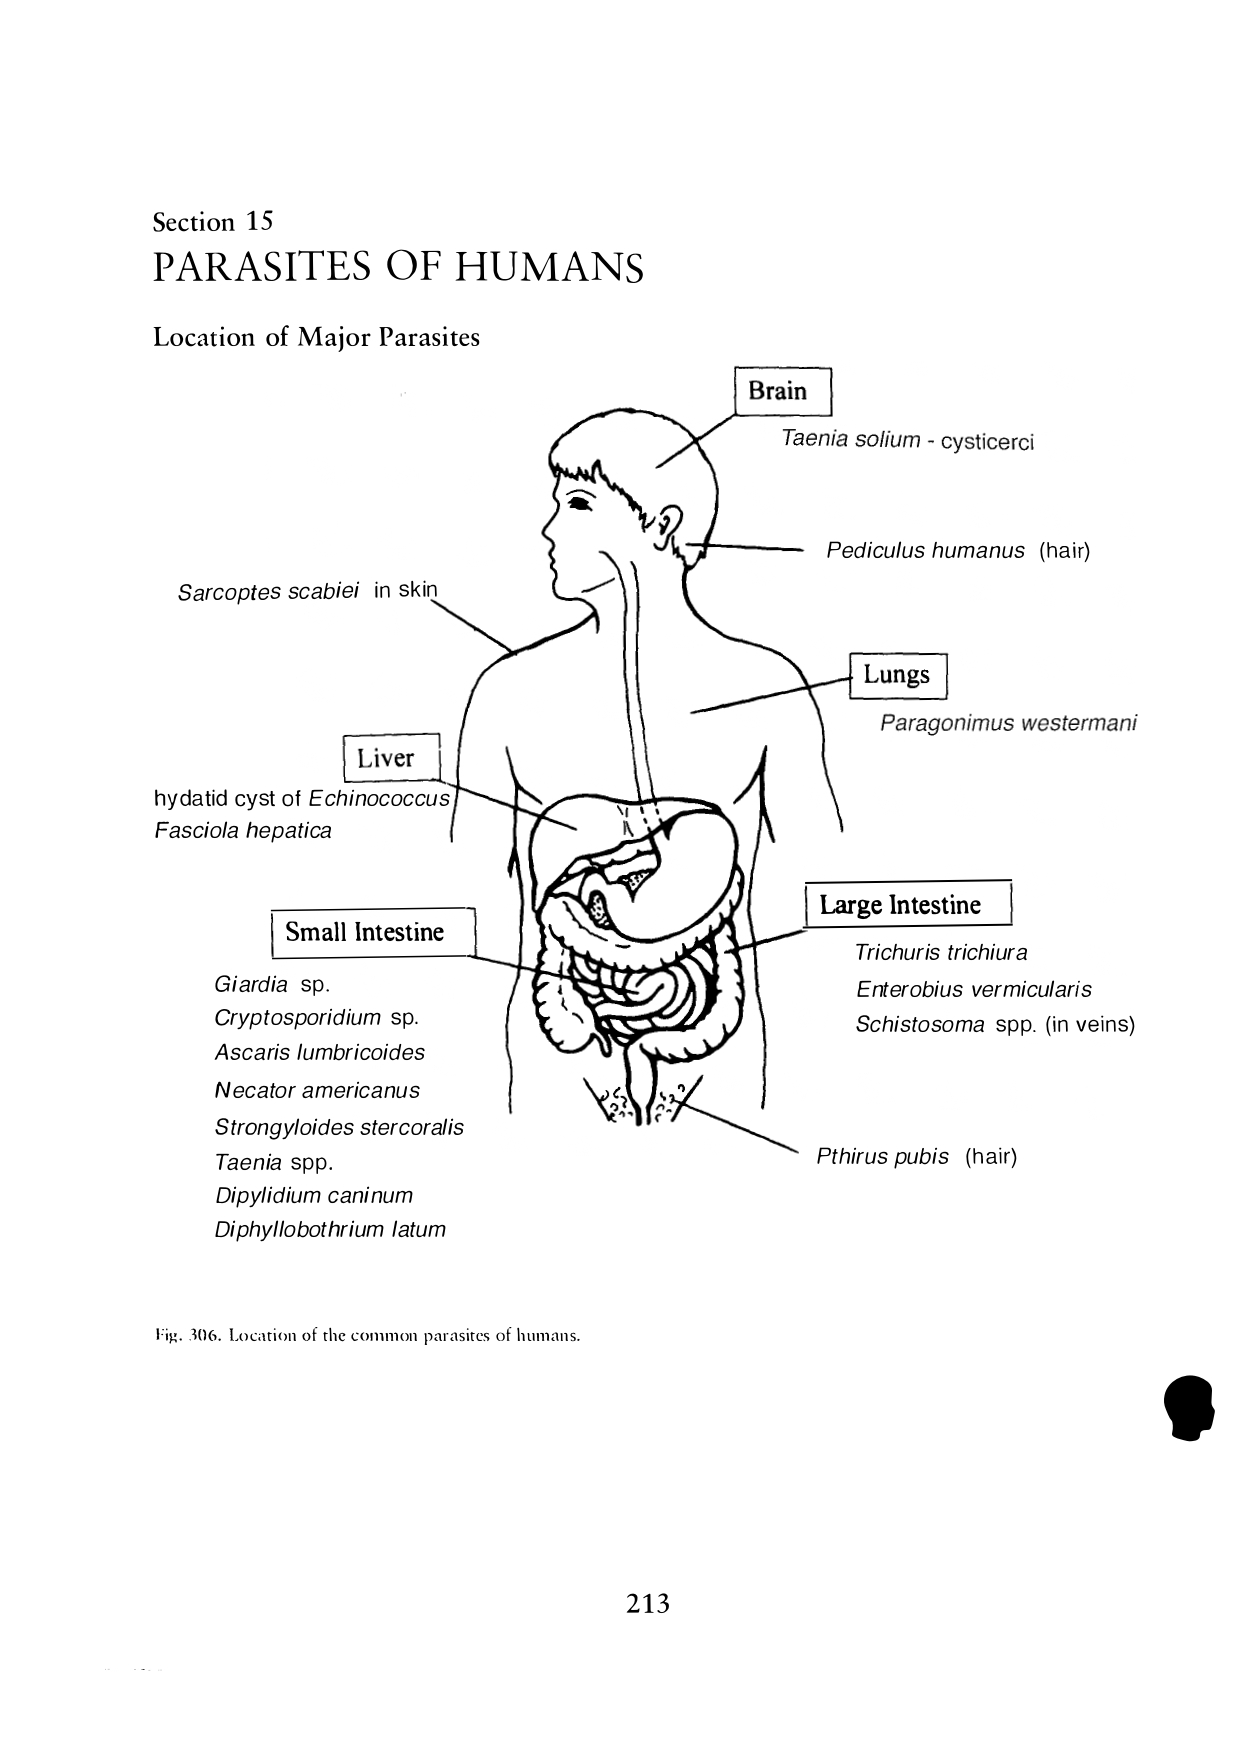 Section 15
PARASITES OF HUMANS
Location of Major Parasites
Brain
Taenia solium - cysticerci
Pediculus humanus (hair)
Sarcoptes scabiei in skin
Lungs
Paragonimus westermani
Liver
hydatid cyst of Echinococcus
Fasciola hepatica
Large Intestine
Trichuris trichiura
Enterobius vermicularis
Schistosoma spp. (in veins)
Small Intestine
Giardia sp.
Cryptosporidium sp.
Ascaris lumbricoides
Necator americanus
Strongyloides stercoralis
Taenia spp.
Dipylidium caninum
Diphyllobothrium latum
Pthirus pubis (hair)
Fig. 306. Location of the common parasites of humans.
213